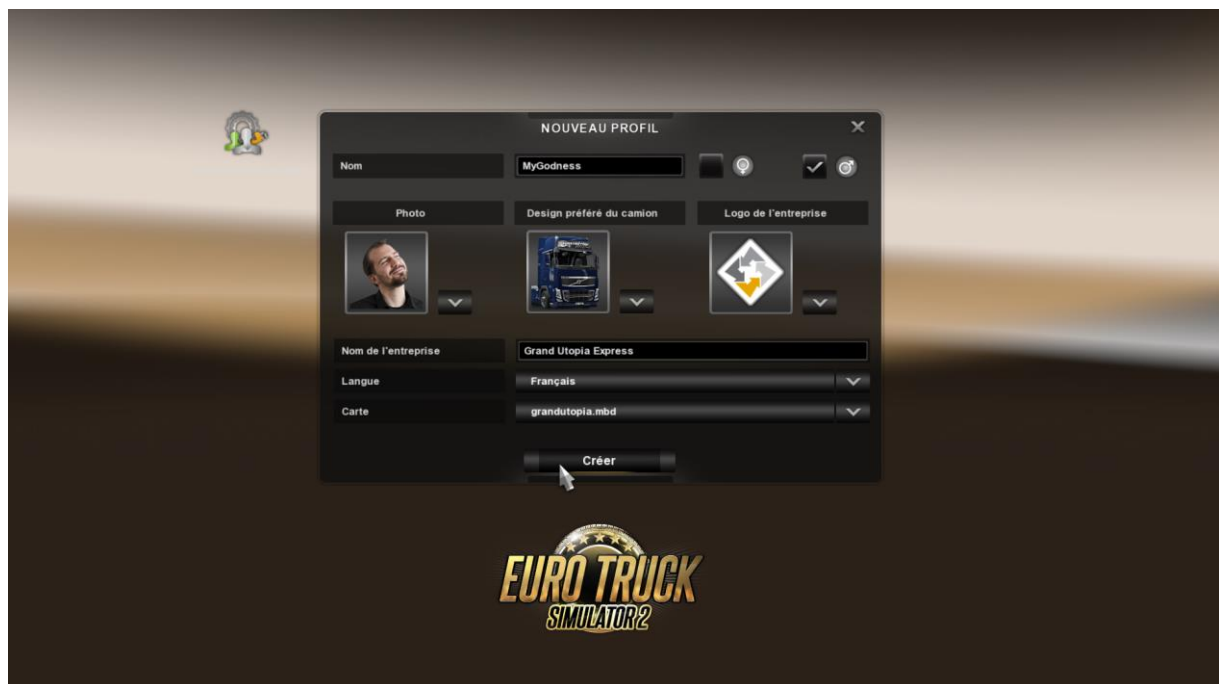 NOUVEAU PROFIL
Nom
MyGodness
Photo
Design préféré du camion
Logo de l'entreprise
Nom de l'entreprise
Grand Utopia Express
Langue
Français
Carte
grandutopia.mbd
Créer
EURO TRUCK
SIMULATOR 2